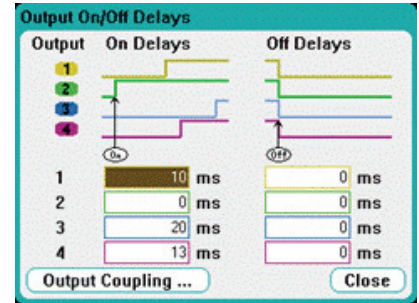 Output On/Off Delays
Output On Delays Off Delays
1
2
3
4
On Off
1 10 ms 0 ms
2 0 ms 0 ms
3 20 ms 0 ms
4 13 ms 0 ms
Output Coupling ... Close